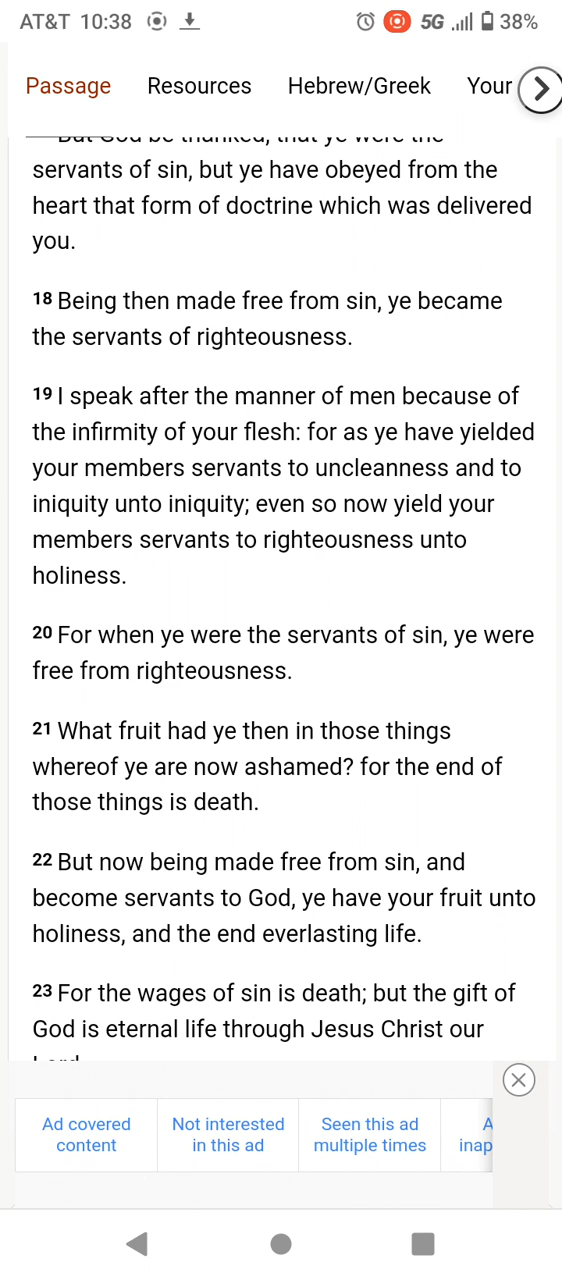 AT&T 10:38 5G 38%
Passage Resources Hebrew/Greek Your
But God be thanked, that ye were the
servants of sin, but ye have obeyed from the
heart that form of doctrine which was delivered
you.
18 Being then made free from sin, ye became
the servants of righteousness.
19 I speak after the manner of men because of
the infirmity of your flesh: for as ye have yielded
your members servants to uncleanness and to
iniquity unto iniquity; even so now yield your
members servants to righteousness unto
holiness.
20 For when ye were the servants of sin, ye were
free from righteousness.
21 What fruit had ye then in those things
whereof ye are now ashamed? for the end of
those things is death.
22 But now being made free from sin, and
become servants to God, ye have your fruit unto
holiness, and the end everlasting life.
23 For the wages of sin is death; but the gift of
God is eternal life through Jesus Christ our
Ad covered
content
Not interested
in this ad
Seen this ad
multiple times
A
inap